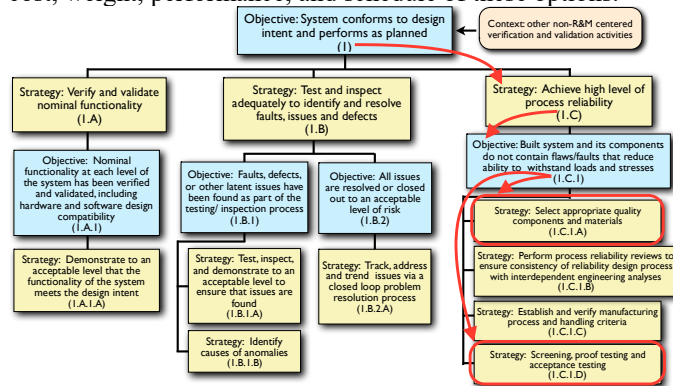 cost, weight, performance, and schedule of these options.
Objective: System conforms to design
intent and performs as planned
(1)
Context: other non-R&M centered
verification and validation activities
Strategy: Verify and validate
nominal functionality
(1.A)
Strategy: Test and inspect
adequately to identify and resolve
faults, issues and defects
(1.B)
Strategy: Achieve high level of
process reliability
(1.C)
Objective: Nominal
functionality at each level of
the system has been verified
and validated, including
hardware and software design
compatibility
(1.A.1)
Objective: Faults, defects,
or other latent issues have
been found as part of the
testing/ inspection process
(1.B.1)
Objective: All issues
are resolved or closed
out to an acceptable
level of risk
(1.B.2)
Objective: Built system and its components
do not contain flaws/faults that reduce
ability to withstand loads and stresses
(1.C.1)
Strategy: Demonstrate to an
acceptable level that the
functionality of the system
meets the design intent
(1.A.1.A)
Strategy: Test, inspect,
and demonstrate to an
acceptable level to
ensure that issues are
found
(1.B.1.A)
Strategy: Identify
causes of anomalies
(1.B.1.B)
Strategy: Track, address
and trend issues via a
closed loop problem
resolution process
(1.B.2.A)
Strategy: Select appropriate quality
components and materials
(1.C.1.A)
Strategy: Perform process reliability reviews to
ensure consistency of reliability design process
with interdependent engineering analyses
(1.C.1.B)
Strategy: Establish and verify manufacturing
process and handling criteria
(1.C.1.C)
Strategy: Screening, proof testing and
acceptance testing
(1.C.1.D)